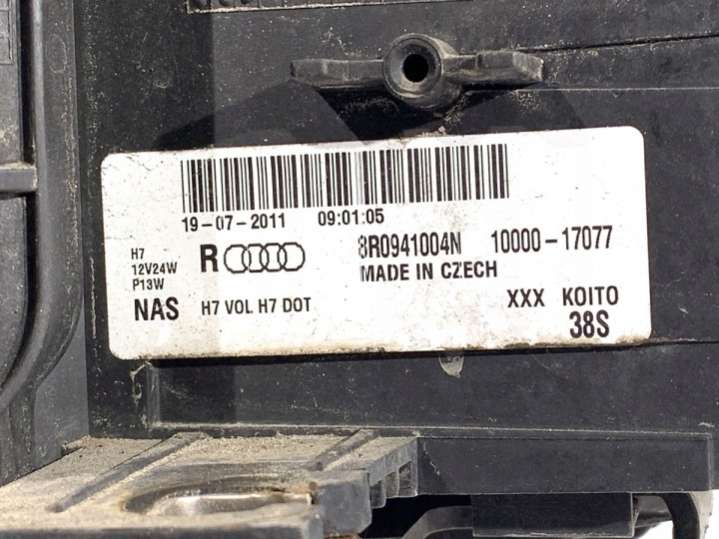 19-07-2011 09:01:05
H7
12V24W
P13W
R
8R0941004N 10000-17077
MADE IN CZECH
NAS H7 VOL H7 DOT
XXX KOITO
38S